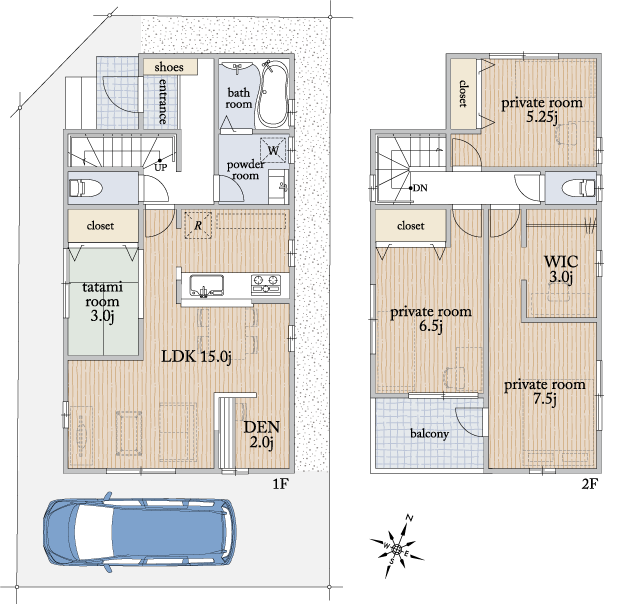 shoes
entrance
bath
room
powder
room
W
UP
closet
R
tatami
room
3.0j
LDK 15.0j
DEN
2.0j
1F
closet
private room
5.25j
DN
closet
WIC
3.0j
private room
6.5j
private room
7.5j
balcony
2F
N
W
E
S